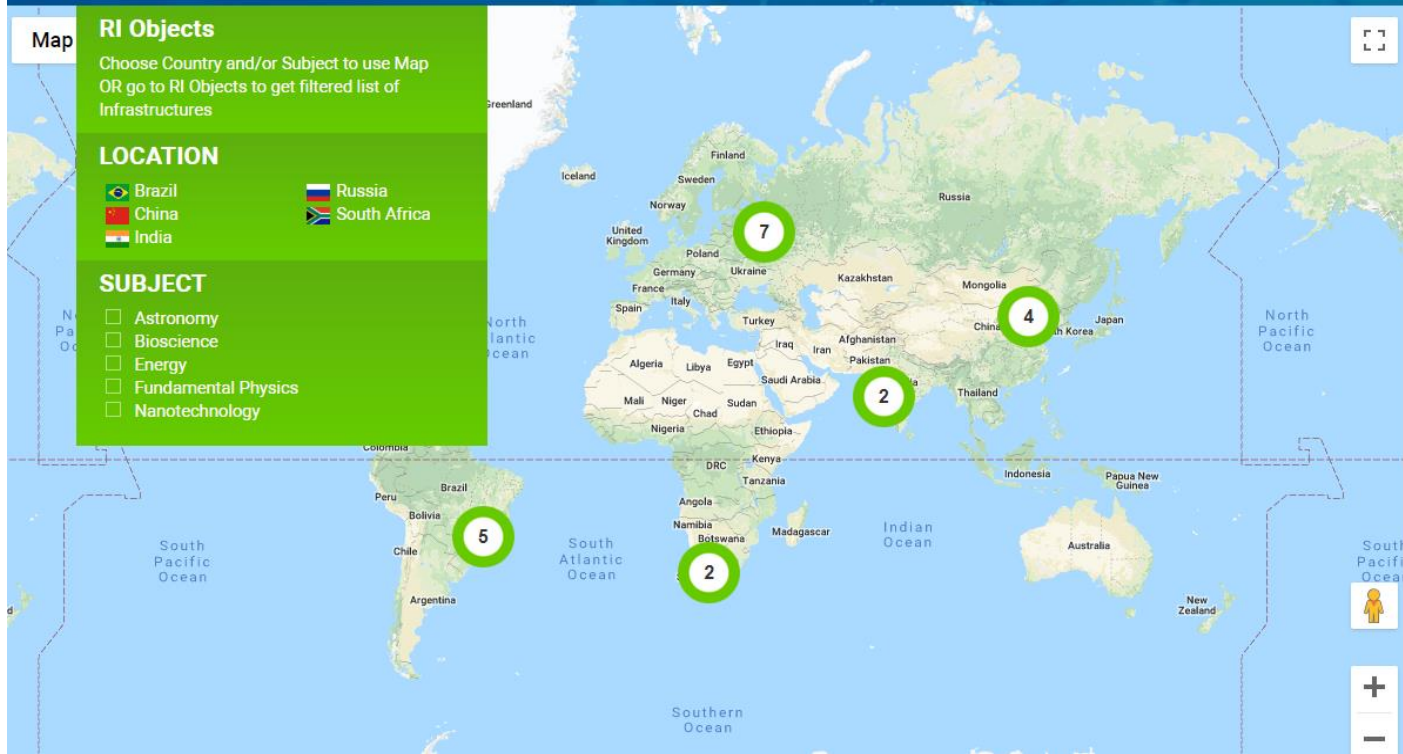 Map
RI Objects
Choose Country and/or Subject to use Map
OR go to RI Objects to get filtered list of
Infrastructures
LOCATION
Brazil
Russia
China
South Africa
India
SUBJECT
Astronomy
Bioscience
Energy
Fundamental Physics
Nanotechnology
Greenland
Iceland
Finland
Sweden
Norway
Russia
United
Kingdom
7
Poland
Germany
Ukraine
France
Kazakhstan
Mongolia
Spain
Italy
Turkey
China
4
Japan
Iraq
Iran
Afghanistan
Pakistan
Algeria
Libya
Egypt
Saudi Arabia
2
Thailand
Mali
Niger
Chad
Sudan
Nigeria
Ethiopia
Colombia
DRC
Kenya
Tanzania
Indonesia
Papua New
Guinea
Peru
Brazil
Angola
Bolivia
5
Namibia
Botswana
Madagascar
Chile
2
Australia
Argentina
New
Zealand
North
Pacific
Ocean
South
Pacific
Ocean
South
Atlantic
Ocean
Indian
Ocean
Southern
Ocean